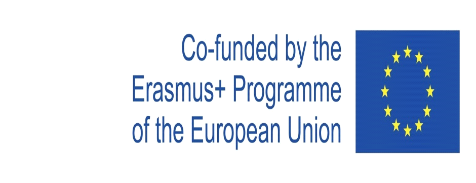 Co-funded by the
Erasmus+ Programme
of the European Union